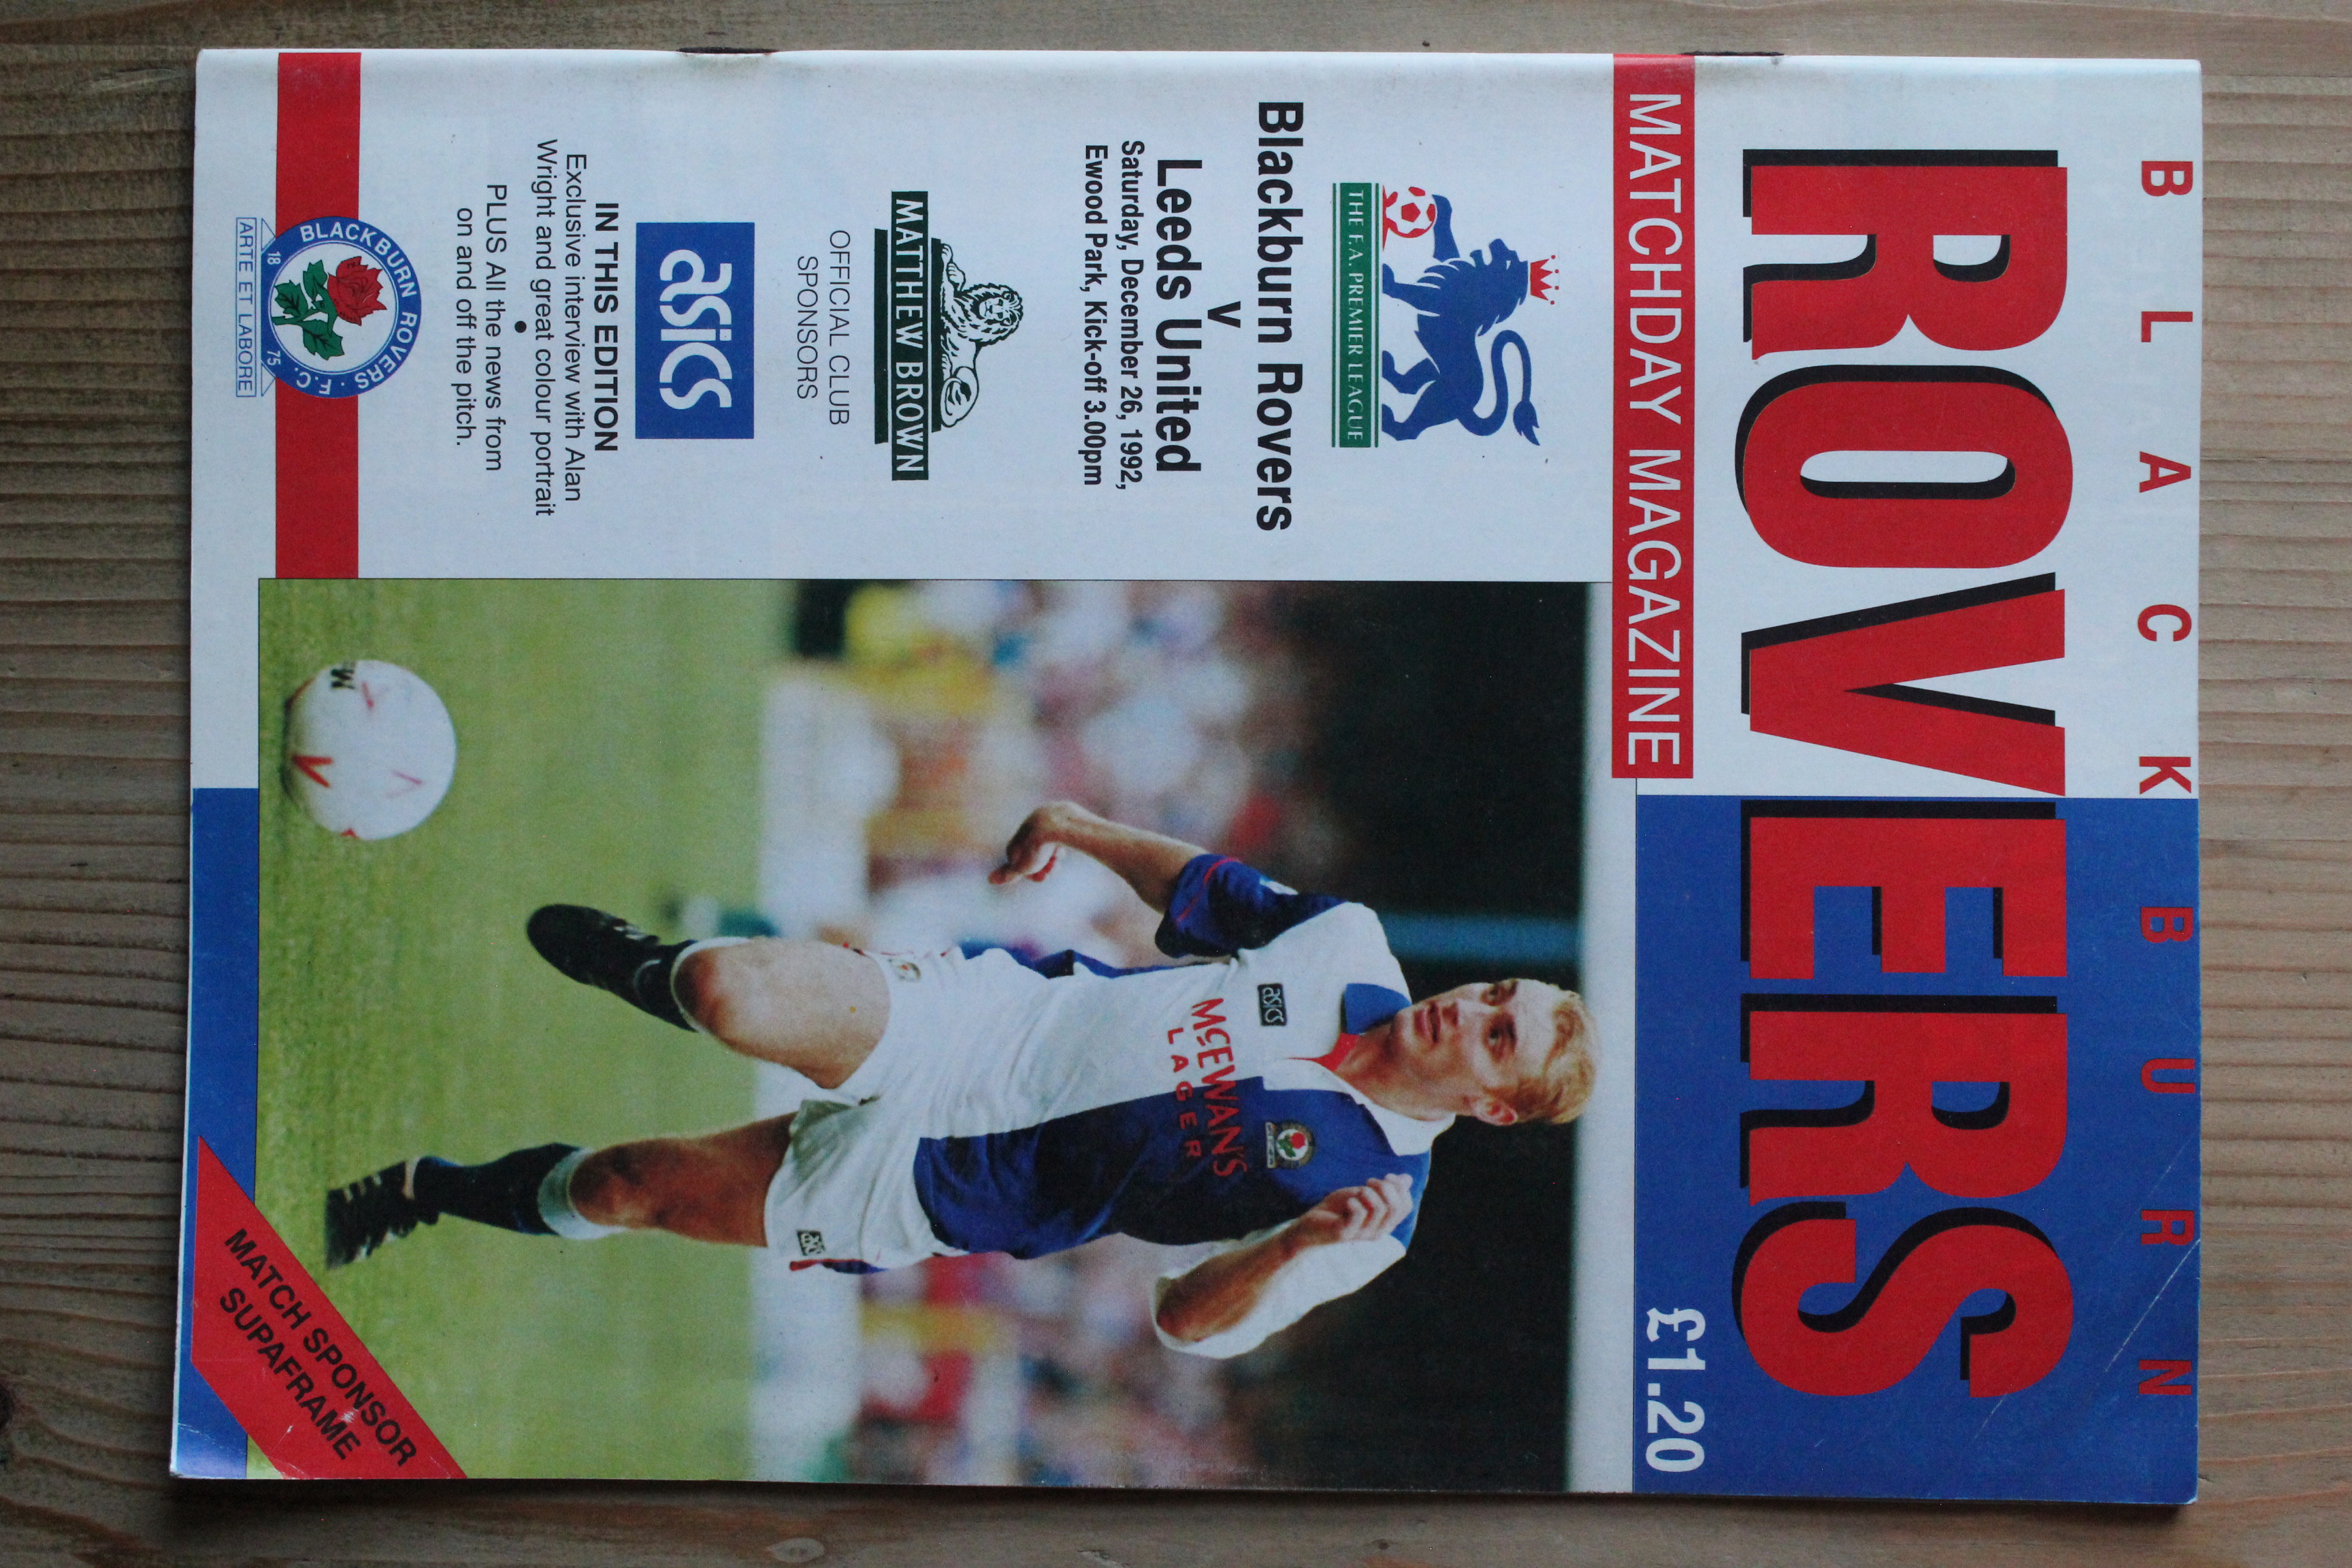 BLACKBURN
ROVERS
MATCHDAY MAGAZINE
£1.20
THE F.A. PREMIER LEAGUE
Blackburn Rovers
v
Leeds United
Saturday, December 26, 1992,
Ewood Park, Kick-off 3.00pm
MATTHEW BROWN
OFFICIAL CLUB
SPONSORS
asics
IN THIS EDITION
Exclusive interview with Alan
Wright and great colour portrait
•
PLUS All the news from
on and off the pitch.
BLACKBURN ROVERS · F.C. ·
18 75
ARTE ET LABORE
asics
McEWAN'S
LAGER
asics
M
MATCH SPONSOR
SUPAFRAME